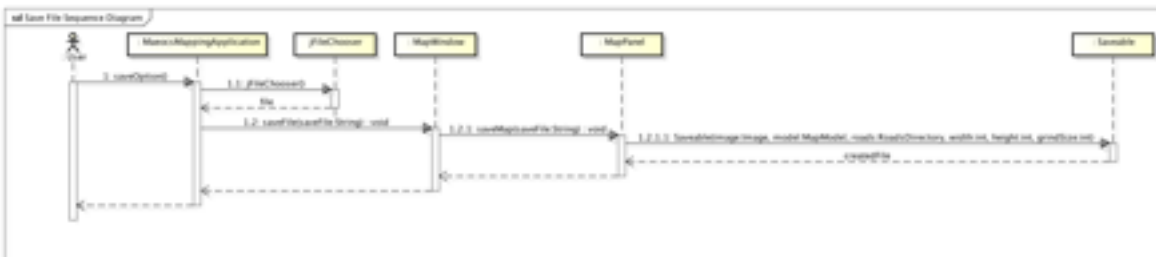 sd Save File Sequence Diagram
: User
: MaenosMappingApplication
jFileChooser
: MapWindow
: MapPanel
: Saveable
1: saveOption()
1.1: jFileChooser()
file
1.2: saveFile(saveFile:String) : void
1.2.1: saveMap(saveFile:String) : void
1.2.1.1: Saveable(image:Image, model:MapModel, roads:RoadsDirectory, width:int, height:int, gridSize:int)
createdFile